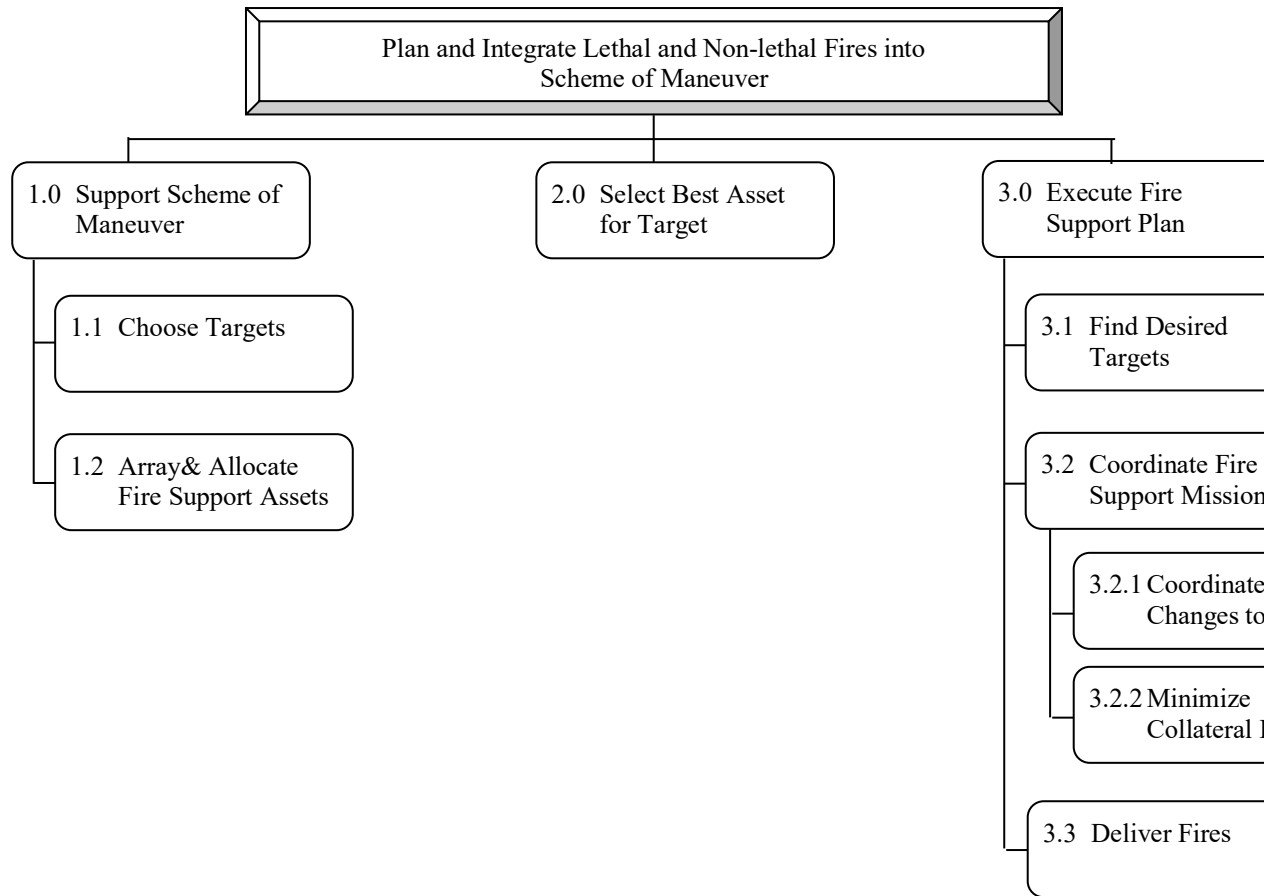 Plan and Integrate Lethal and Non-lethal Fires into
Scheme of Maneuver
1.0 Support Scheme of
Maneuver
1.1 Choose Targets
1.2 Array& Allocate
Fire Support Assets
2.0 Select Best Asset
for Target
3.0 Execute Fire
Support Plan
3.1 Find Desired
Targets
3.2 Coordinate Fire
Support Mission
3.2.1 Coordinate
Changes to
3.2.2 Minimize
Collateral
3.3 Deliver Fires